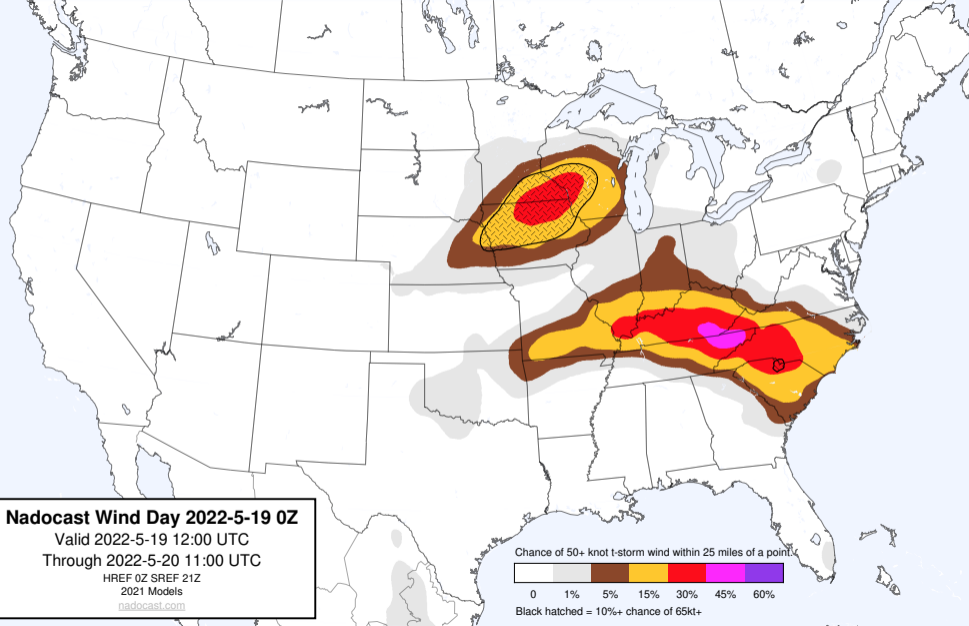 Nadocast Wind Day 2022-5-19 0Z
Valid 2022-5-19 12:00 UTC
Through 2022-5-20 11:00 UTC
HREF 0Z SREF 21Z
2021 Models
nadocast.com
Chance of 50+ knot t-storm wind within 25 miles of a point.
0 1% 5% 15% 30% 45% 60%
Black hatched = 10%+ chance of 65kt+